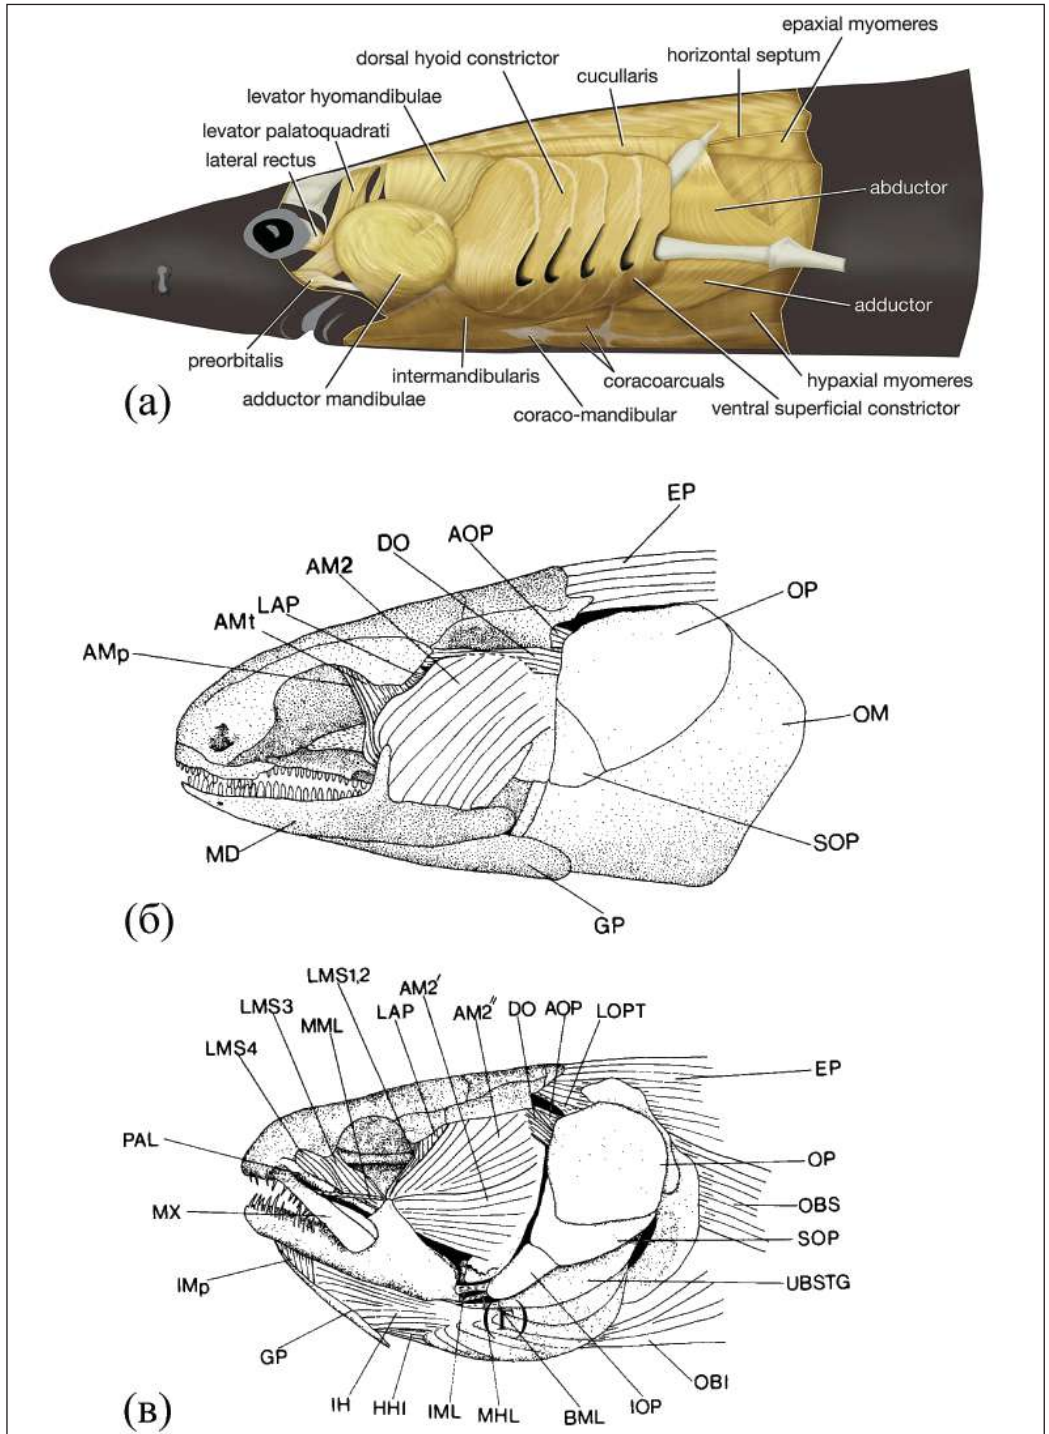 epaxial myomeres
horizontal septum
dorsal hyoid constrictor
cucullaris
levator hyomandibulae
levator palatoquadrati
lateral rectus
abductor
adductor
preorbitalis
adductor mandibulae
intermandibularis
coraco-mandibular
coracoarcuals
hypaxial myomeres
ventral superficial constrictor
(а)
EP
AOP
DO
AM2
LAP
AMt
AMp
OP
OM
SOP
MD
GP
(б)
LMS1,2
AM2′
LMS3
LAP
AM2″
DO
AOP
LOPT
MML
LMS4
EP
PAL
OP
MX
OBS
SOP
IMp
UBSTG
GP
OBI
IH
HHI
IML
MHL
BML
IOP
(в)